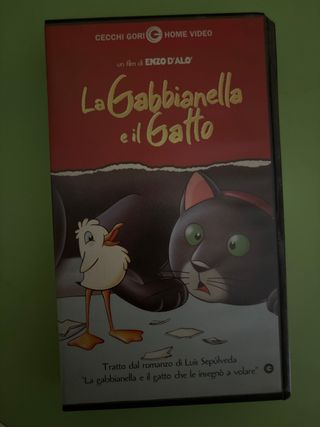 CECCHI GORI G HOME VIDEO
un film di ENZO D'ALO'
La Gabbianella
e il Gatto
Tratto dal romanzo di Luis Sepúlveda
"La gabbianella e il gatto che le insegnò a volare"